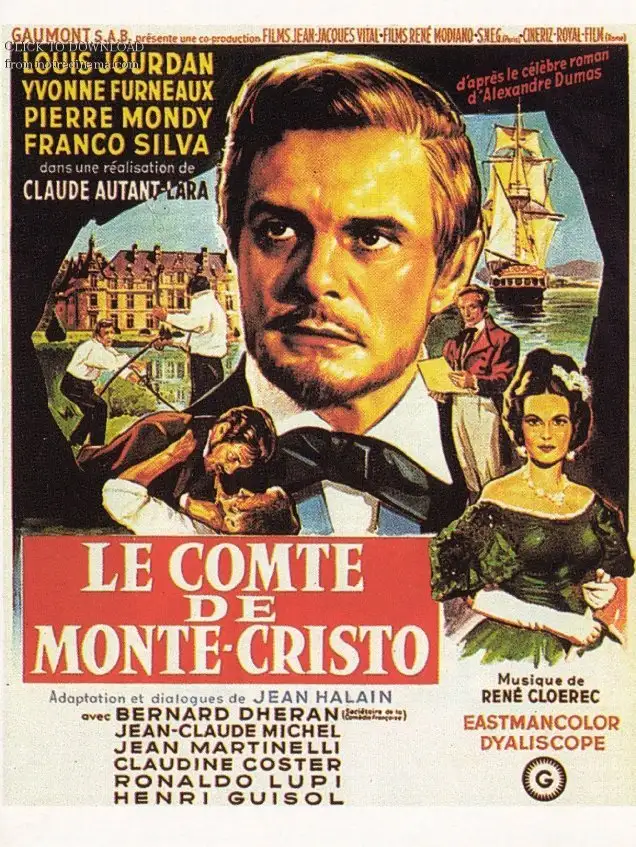 GAUMONT S.A.B. présente une co-production FILMS JEAN-JACQUES VITAL-FILMS RENÉ MODIANO-S.N.E.G.(Paris)-CINERIZ-ROYAL-FILM (Rome)
CLICK TO DOWNLOAD
LOUIS JOURDAN
YVONNE FURNEAUX
PIERRE MONDY
FRANCO SILVA
dans une réalisation de
CLAUDE AUTANT-LARA
d'après le célèbre roman
d'Alexandre Dumas
LE COMTE
DE
MONTE-CRISTO
Adaptation et dialogues de JEAN HALAIN
avec BERNARD DHERAN (Sociétaire de la Comédie Française)
JEAN-CLAUDE MICHEL
JEAN MARTINELLI
CLAUDINE COSTER
RONALDO LUPI
HENRI GUISOL
Musique de
RENÉ CLOEREC
EASTMANCOLOR
DYALISCOPE
G